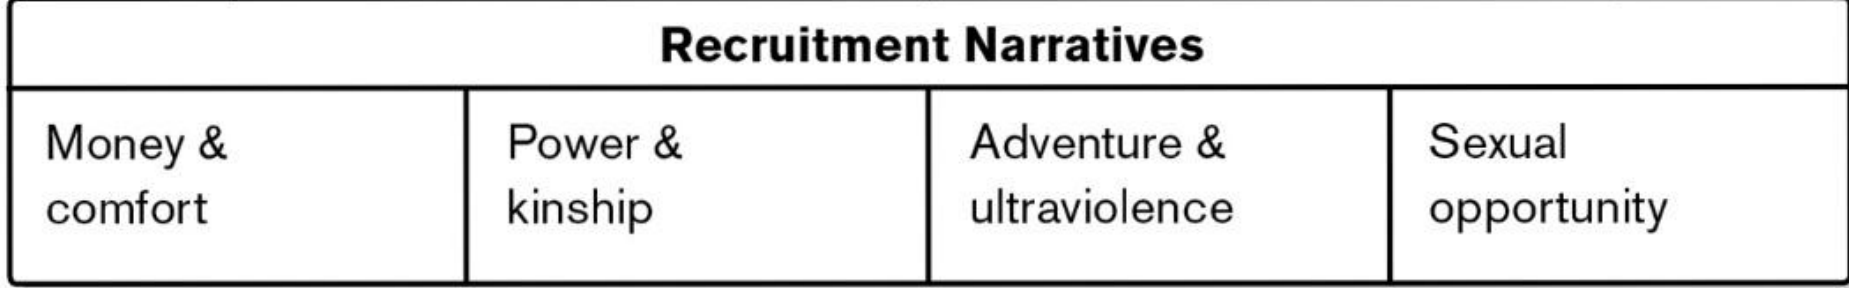 Recruitment Narratives
Money &
comfort
Power &
kinship
Adventure &
ultraviolence
Sexual
opportunity